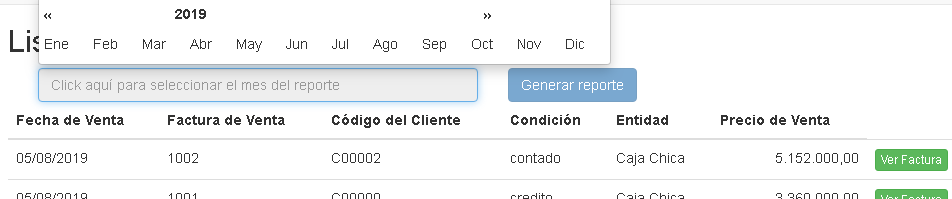 « 2019 »
Ene Feb Mar Abr May Jun Jul Ago Sep Oct Nov Dic
Click aquí para seleccionar el mes del reporte Generar reporte
Fecha de Venta Factura de Venta Código del Cliente Condición Entidad Precio de Venta
05/08/2019 1002 C00002 contado Caja Chica 5.152.000,00 Ver Factura
05/08/2019 1001 C00000 credito Caja Chica 3.360.000,00 Ver Factura